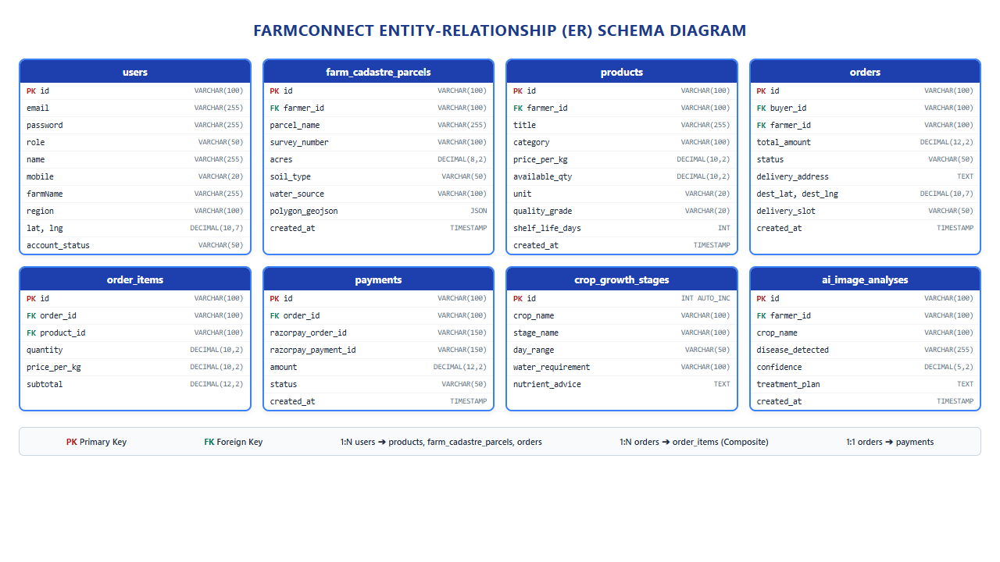 FARMCONNECT ENTITY-RELATIONSHIP (ER) SCHEMA DIAGRAM
users
PK id VARCHAR(100)
email VARCHAR(255)
password VARCHAR(255)
role VARCHAR(50)
name VARCHAR(255)
mobile VARCHAR(20)
farmName VARCHAR(255)
region VARCHAR(100)
lat, lng DECIMAL(10,7)
account_status VARCHAR(50)
farm_cadastre_parcels
PK id VARCHAR(100)
FK farmer_id VARCHAR(100)
parcel_name VARCHAR(255)
survey_number VARCHAR(100)
acres DECIMAL(8,2)
soil_type VARCHAR(50)
water_source VARCHAR(100)
polygon_geojson JSON
created_at TIMESTAMP
products
PK id VARCHAR(100)
FK farmer_id VARCHAR(100)
title VARCHAR(255)
category VARCHAR(100)
price_per_kg DECIMAL(10,2)
available_qty DECIMAL(10,2)
unit VARCHAR(20)
quality_grade VARCHAR(20)
shelf_life_days INT
created_at TIMESTAMP
orders
PK id VARCHAR(100)
FK buyer_id VARCHAR(100)
FK farmer_id VARCHAR(100)
total_amount DECIMAL(12,2)
status VARCHAR(50)
delivery_address TEXT
dest_lat, dest_lng DECIMAL(10,7)
delivery_slot VARCHAR(50)
created_at TIMESTAMP
order_items
PK id VARCHAR(100)
FK order_id VARCHAR(100)
FK product_id VARCHAR(100)
quantity DECIMAL(10,2)
price_per_kg DECIMAL(10,2)
subtotal DECIMAL(12,2)
payments
PK id VARCHAR(100)
FK order_id VARCHAR(100)
razorpay_order_id VARCHAR(150)
razorpay_payment_id VARCHAR(150)
amount DECIMAL(12,2)
status VARCHAR(50)
created_at TIMESTAMP
crop_growth_stages
PK id INT AUTO_INC
crop_name VARCHAR(100)
stage_name VARCHAR(100)
day_range VARCHAR(50)
water_requirement VARCHAR(100)
nutrient_advice TEXT
ai_image_analyses
PK id VARCHAR(100)
FK farmer_id VARCHAR(100)
crop_name VARCHAR(100)
disease_detected VARCHAR(255)
confidence DECIMAL(5,2)
treatment_plan TEXT
created_at TIMESTAMP
PK Primary Key
FK Foreign Key
1:N users ➔ products, farm_cadastre_parcels, orders
1:N orders ➔ order_items (Composite)
1:1 orders ➔ payments